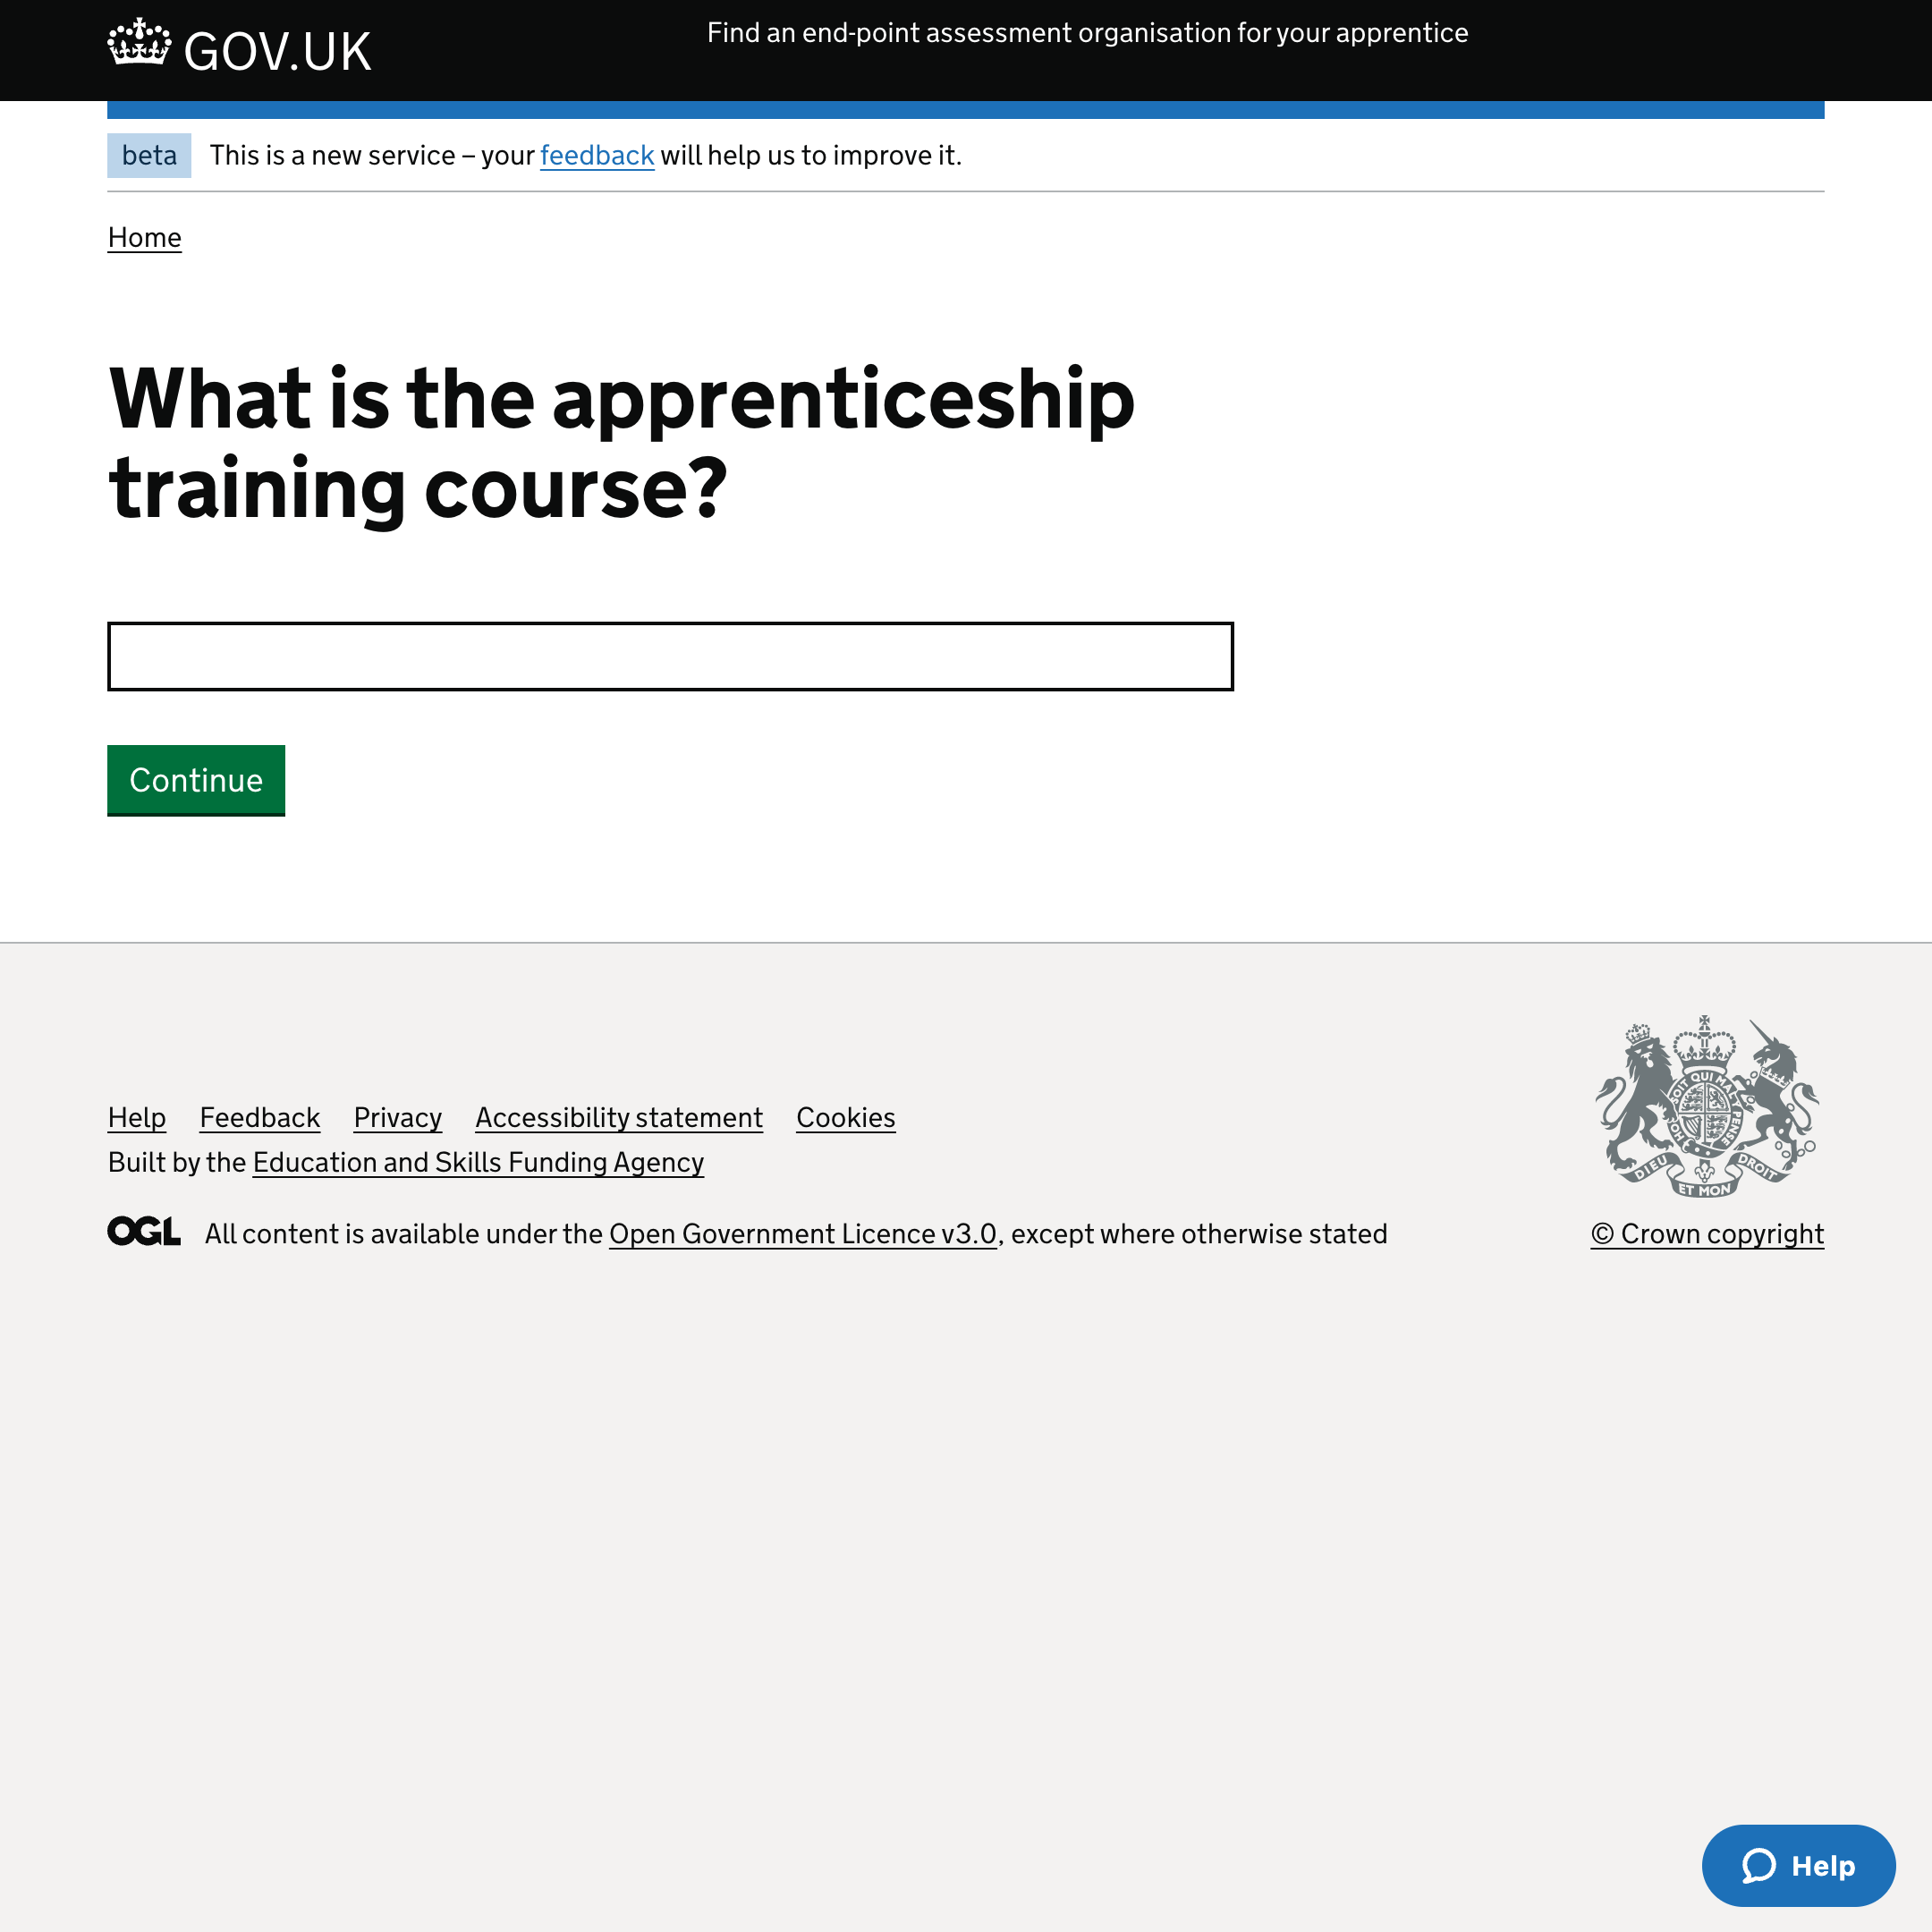 GOV.UK
Find an end-point assessment organisation for your apprentice
beta This is a new service – your feedback will help us to improve it.
Home
What is the apprenticeship
training course?
Continue
Help Feedback Privacy Accessibility statement Cookies
Built by the Education and Skills Funding Agency
OGL All content is available under the Open Government Licence v3.0, except where otherwise stated
HONI SOIT QUI MAL Y PENSE
DIEU ET MON DROIT
© Crown copyright
Help